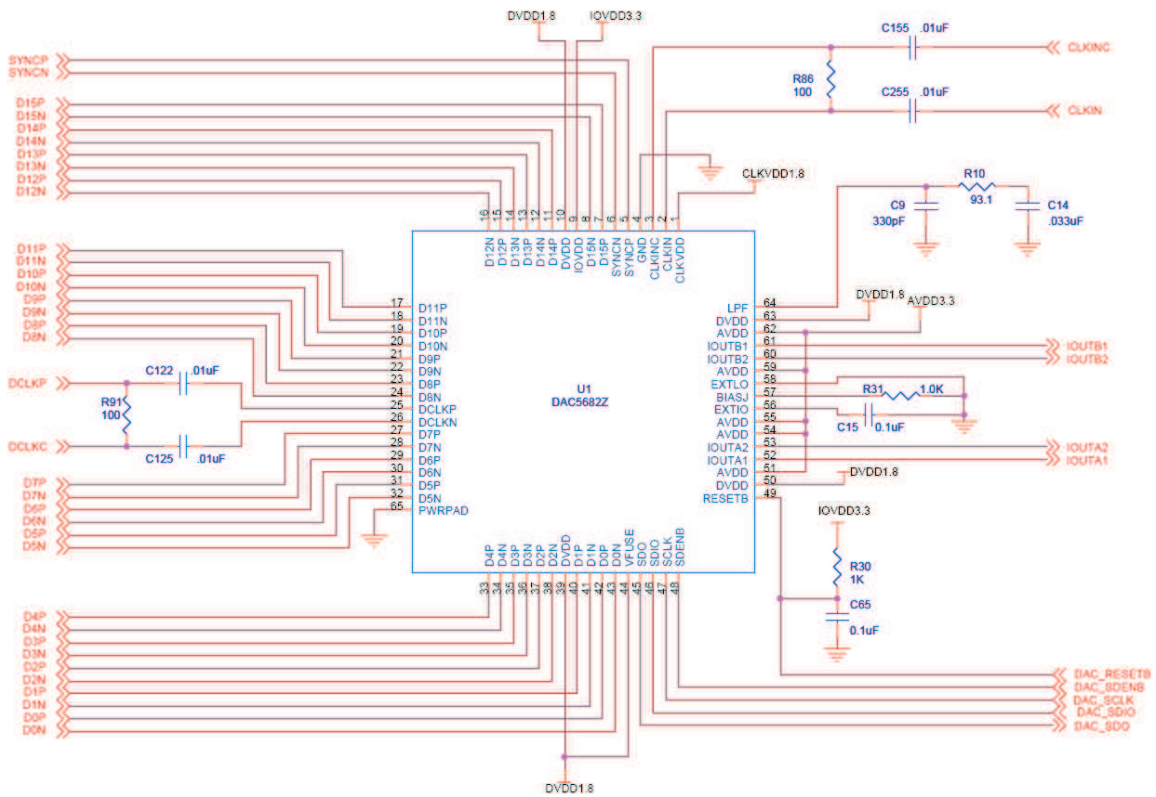 DVDD1.8
IOVDD3.3
C155 .01uF
CLKINC
SYNCP
SYNCN
R86
100
C255 .01uF
CLKIN
D15P
D15N
D14P
D14N
D13P
D13N
D12P
D12N
CLKVDD1.8
R10
93.1
C9
330pF
C14
.033uF
16
15
14
13
12
11
10
9
8
7
6
5
4
3
2
1
D12N
D12P
D13N
D13P
D14N
D14P
DVDD
IOVDD
D15N
D15P
SYNCN
SYNCP
GND
CLKINC
CLKIN
CLKVDD
D11P
D11N
D10P
D10N
D9P
D9N
D8P
D8N
DCLKP
DCLKC
C122 .01uF
R91
100
C125 .01uF
D7P
D7N
D6P
D6N
D5P
D5N
17 D11P
18 D11N
19 D10P
20 D10N
21 D9P
22 D9N
23 D8P
24 D8N
25 DCLKP
26 DCLKN
27 D7P
28 D7N
29 D6P
30 D6N
31 D5P
32 D5N
65 PWRPAD
U1
DAC5682Z
LPF 64
DVDD 63
AVDD 62
IOUTB1 61
IOUTB2 60
AVDD 59
EXTLO 58
BIASJ 57
EXTIO 56
AVDD 55
AVDD 54
IOUTA2 53
IOUTA1 52
AVDD 51
DVDD 50
RESETB 49
DVDD1.8
AVDD3.3
IOUTB1
IOUTB2
R31 1.0K
C15 0.1uF
IOUTA2
IOUTA1
DVDD1.8
IOVDD3.3
R30
1K
C65
0.1uF
D4P
D4N
D3P
D3N
D2P
D2N
DVDD
D1P
D1N
D0P
D0N
VFUSE
SDO
SDIO
SCLK
SDENB
33
34
35
36
37
38
39
40
41
42
43
44
45
46
47
48
D4P
D4N
D3P
D3N
D2P
D2N
D1P
D1N
D0P
D0N
DAC_RESETB
DAC_SDENB
DAC_SCLK
DAC_SDIO
DAC_SDO
DVDD1.8